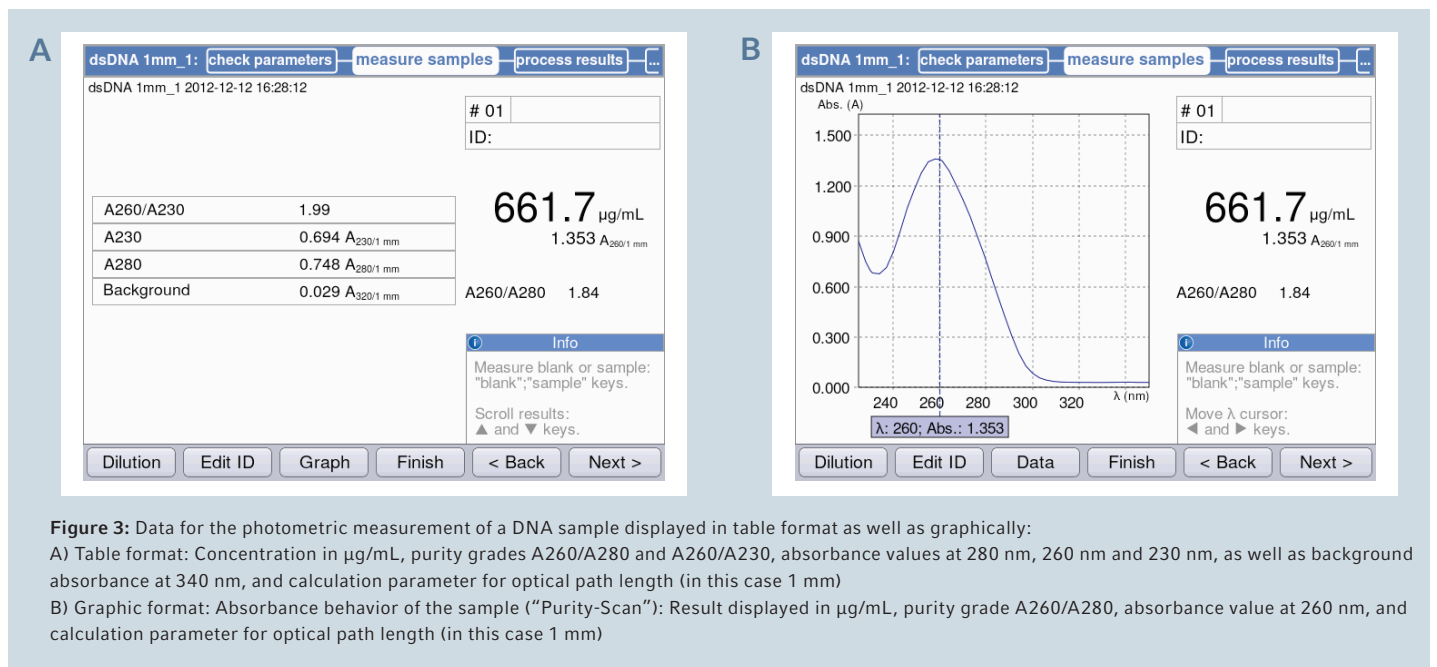 A
dsDNA 1mm_1: check parameters measure samples process results ...
dsDNA 1mm_1 2012-12-12 16:28:12
# 01
ID:
A260/A230 1.99
A230 0.694 A230/1 mm
A280 0.748 A280/1 mm
Background 0.029 A320/1 mm
661.7 µg/mL
1.353 A260/1 mm
A260/A280 1.84
Info
Measure blank or sample:
"blank";"sample" keys.
Scroll results:
▲ and ▼ keys.
Dilution Edit ID Graph Finish < Back Next >
B
dsDNA 1mm_1: check parameters measure samples process results ...
dsDNA 1mm_1 2012-12-12 16:28:12
Abs. (A)
1.500
1.200
0.900
0.600
0.300
0.000
240 260 280 300 320 λ (nm)
λ: 260; Abs.: 1.353
# 01
ID:
661.7 µg/mL
1.353 A260/1 mm
A260/A280 1.84
Info
Measure blank or sample:
"blank";"sample" keys.
Move λ cursor:
◀ and ▶ keys.
Dilution Edit ID Data Finish < Back Next >
Figure 3: Data for the photometric measurement of a DNA sample displayed in table format as well as graphically:
A) Table format: Concentration in µg/mL, purity grades A260/A280 and A260/A230, absorbance values at 280 nm, 260 nm and 230 nm, as well as background
absorbance at 340 nm, and calculation parameter for optical path length (in this case 1 mm)
B) Graphic format: Absorbance behavior of the sample (“Purity-Scan”): Result displayed in µg/mL, purity grade A260/A280, absorbance value at 260 nm, and
calculation parameter for optical path length (in this case 1 mm)